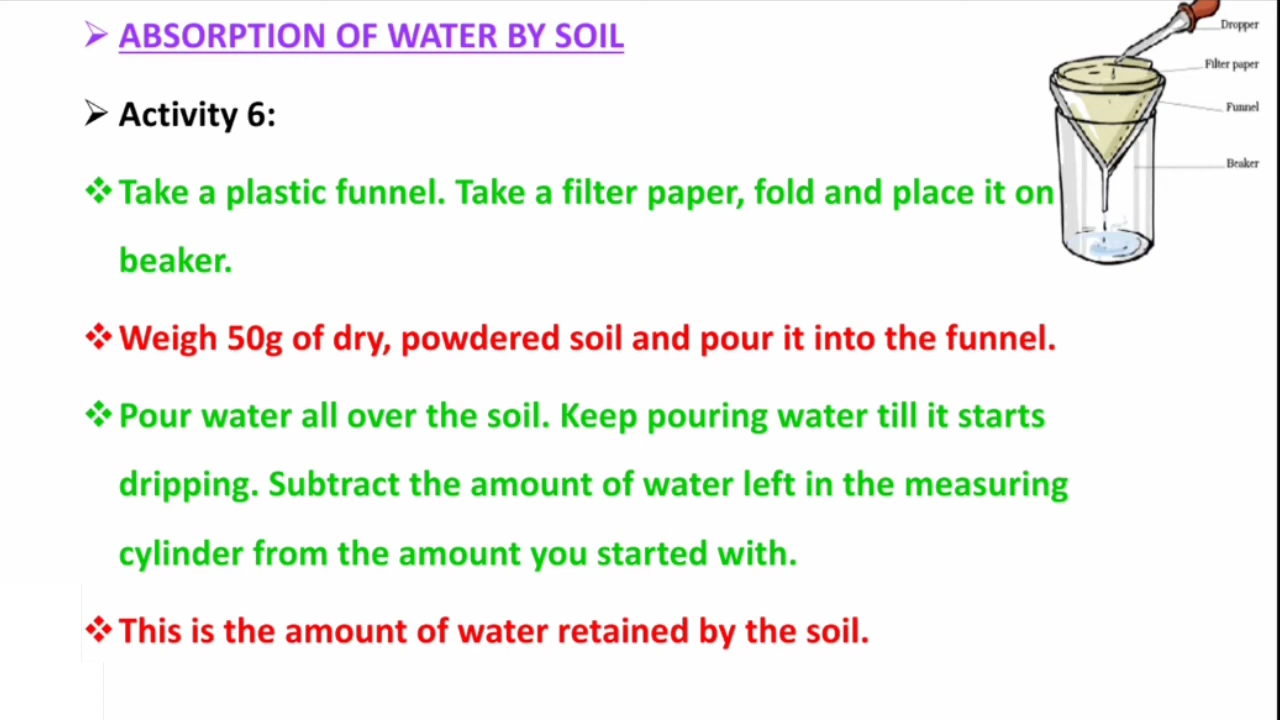 ABSORPTION OF WATER BY SOIL
Dropper
Filter paper
Funnel
Beaker
Activity 6:
Take a plastic funnel. Take a filter paper, fold and place it on
beaker.
Weigh 50g of dry, powdered soil and pour it into the funnel.
Pour water all over the soil. Keep pouring water till it starts
dripping. Subtract the amount of water left in the measuring
cylinder from the amount you started with.
This is the amount of water retained by the soil.